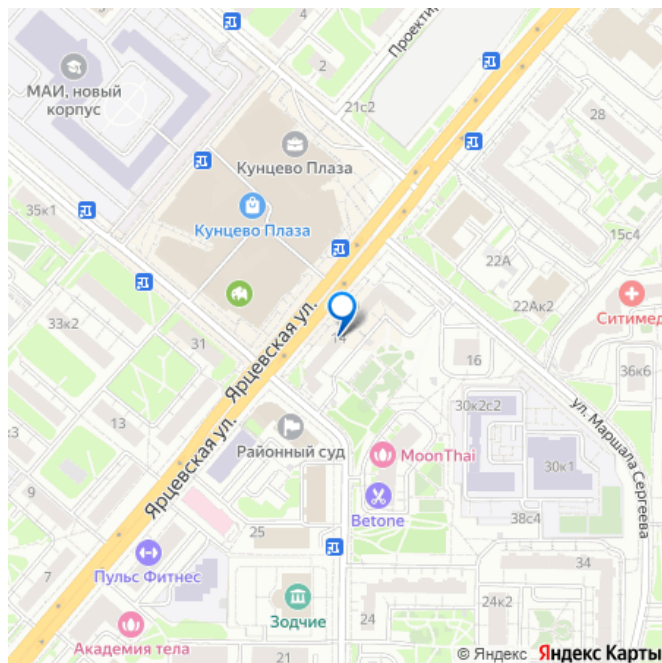 2
Проекти
МАИ, новый
корпус
21с2
28
Кунцево Плаза
35к1
Кунцево Плаза
15с4
22А
22Ак2
Ситимед
33к2
Ярцевская ул.
14
31
16
36к6
13
30к2с2
ул. Маршала Сергеева
Ярцевская ул.
Районный суд
MoonThai
к3
30к1
9
Betone
38с4
25
7
Пульс Фитнес
34
24к2
Зодчие
24
Академия тела
21
© Яндекс Яндекс Карты